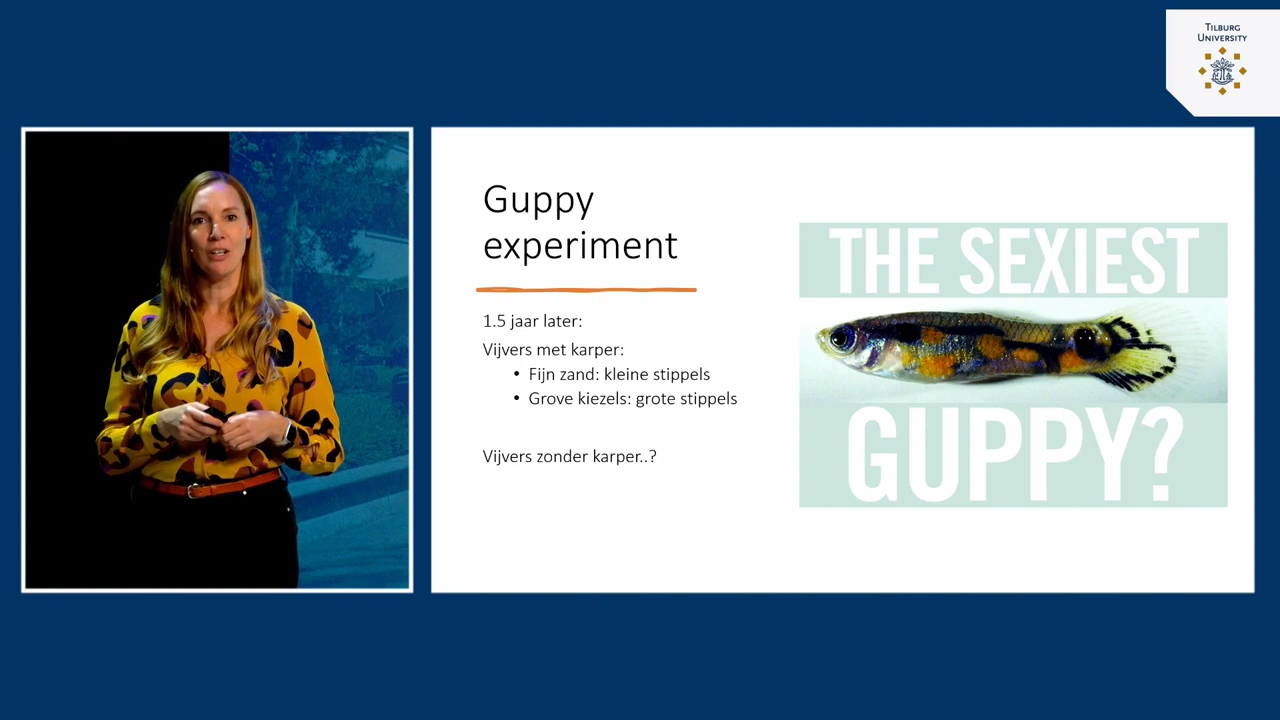 TILBURG
UNIVERSITY
Guppy
experiment
1.5 jaar later:
Vijvers met karper:
• Fijn zand: kleine stippels
• Grove kiezels: grote stippels
Vijvers zonder karper..?
THE SEXIEST
GUPPY?